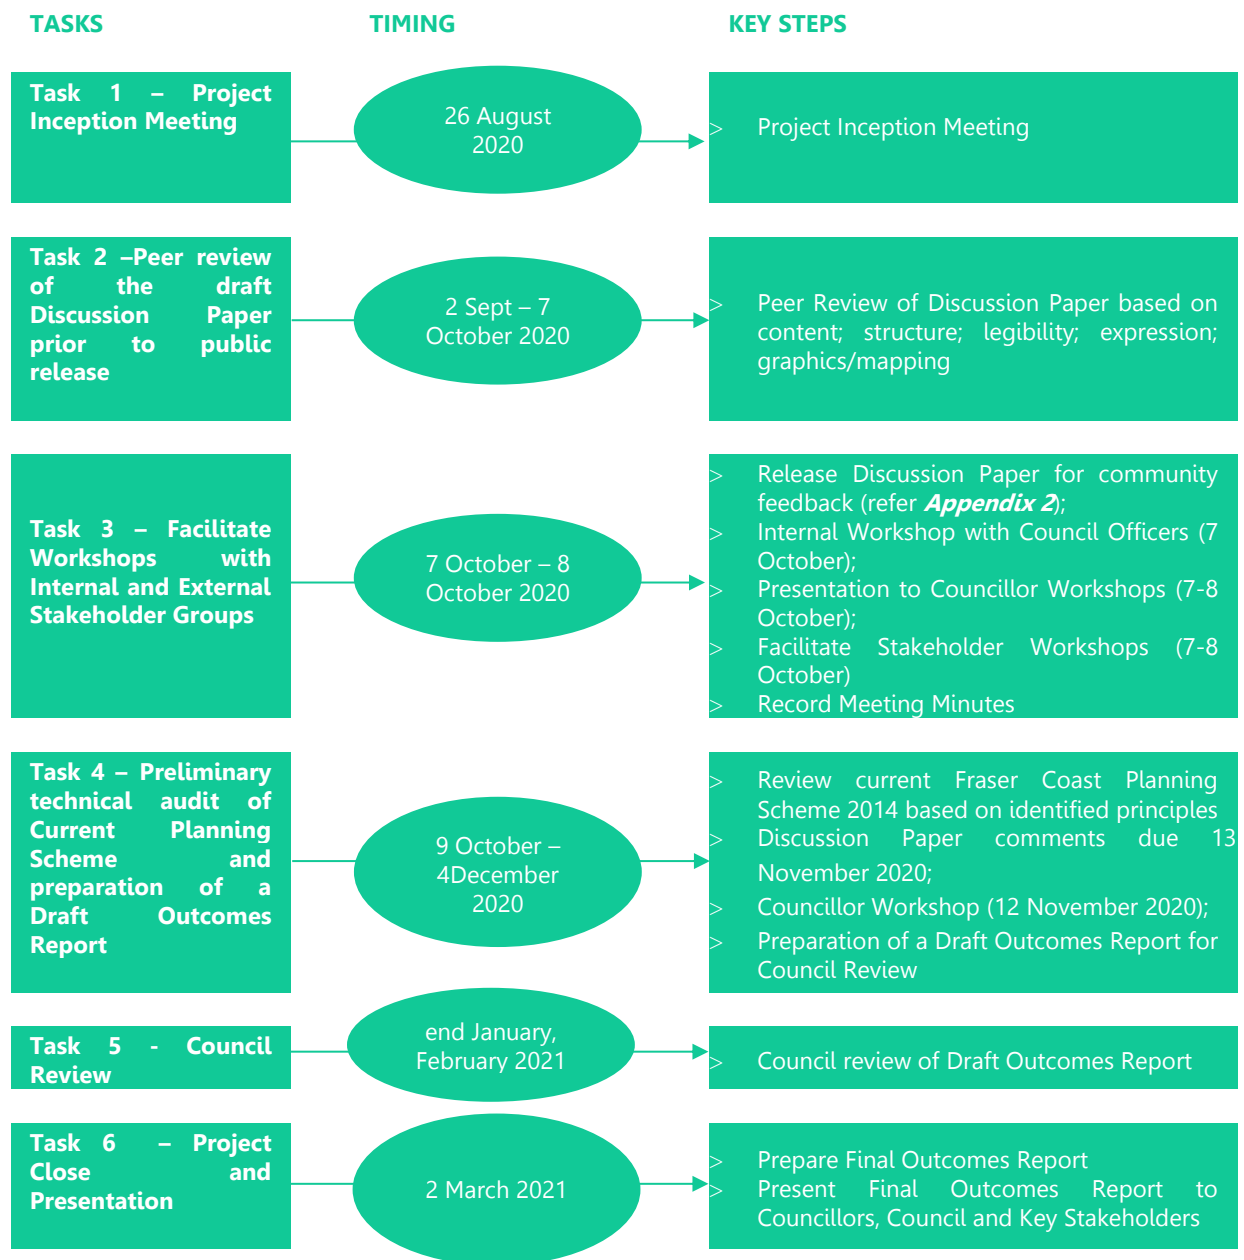 TASKS TIMING KEY STEPS
Task 1 – Project
Inception Meeting
26 August
2020
> Project Inception Meeting
Task 2 –Peer review
of the draft
Discussion Paper
prior to public
release
2 Sept – 7
October 2020
> Peer Review of Discussion Paper based on
content; structure; legibility; expression;
graphics/mapping
Task 3 – Facilitate
Workshops with
Internal and External
Stakeholder Groups
7 October – 8
October 2020
> Release Discussion Paper for community
feedback (refer Appendix 2);
> Internal Workshop with Council Officers (7
October);
> Presentation to Councillor Workshops (7-8
October);
> Facilitate Stakeholder Workshops (7-8
October)
> Record Meeting Minutes
Task 4 – Preliminary
technical audit of
Current Planning
Scheme and
preparation of a
Draft Outcomes
Report
9 October –
4December
2020
> Review current Fraser Coast Planning
Scheme 2014 based on identified principles
> Discussion Paper comments due 13
November 2020;
> Councillor Workshop (12 November 2020);
> Preparation of a Draft Outcomes Report for
Council Review
Task 5 - Council
Review
end January,
February 2021
> Council review of Draft Outcomes Report
Task 6 – Project
Close and
Presentation
2 March 2021
> Prepare Final Outcomes Report
> Present Final Outcomes Report to
Councillors, Council and Key Stakeholders